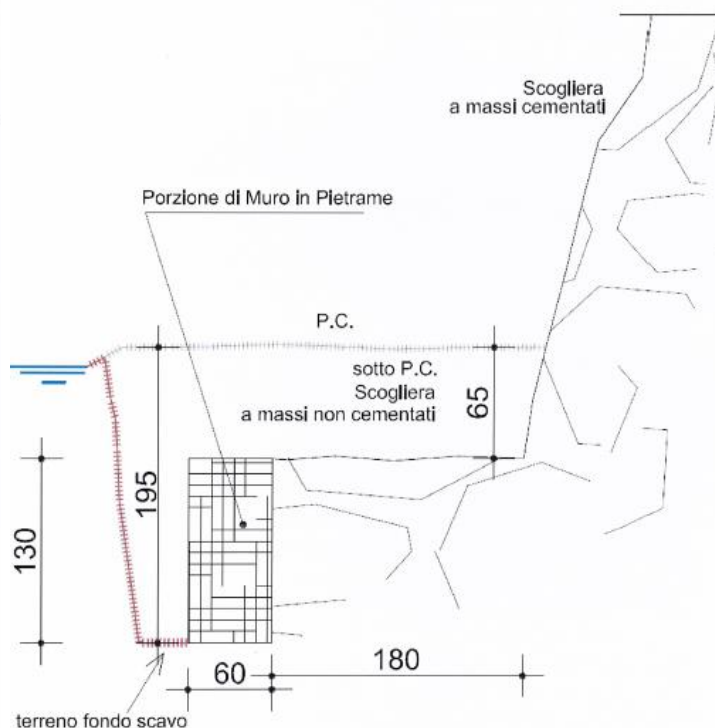 Scogliera
a massi cementati
Porzione di Muro in Pietrame
P.C.
sotto P.C.
Scogliera
a massi non cementati
65
195
130
180
60
terreno fondo scavo